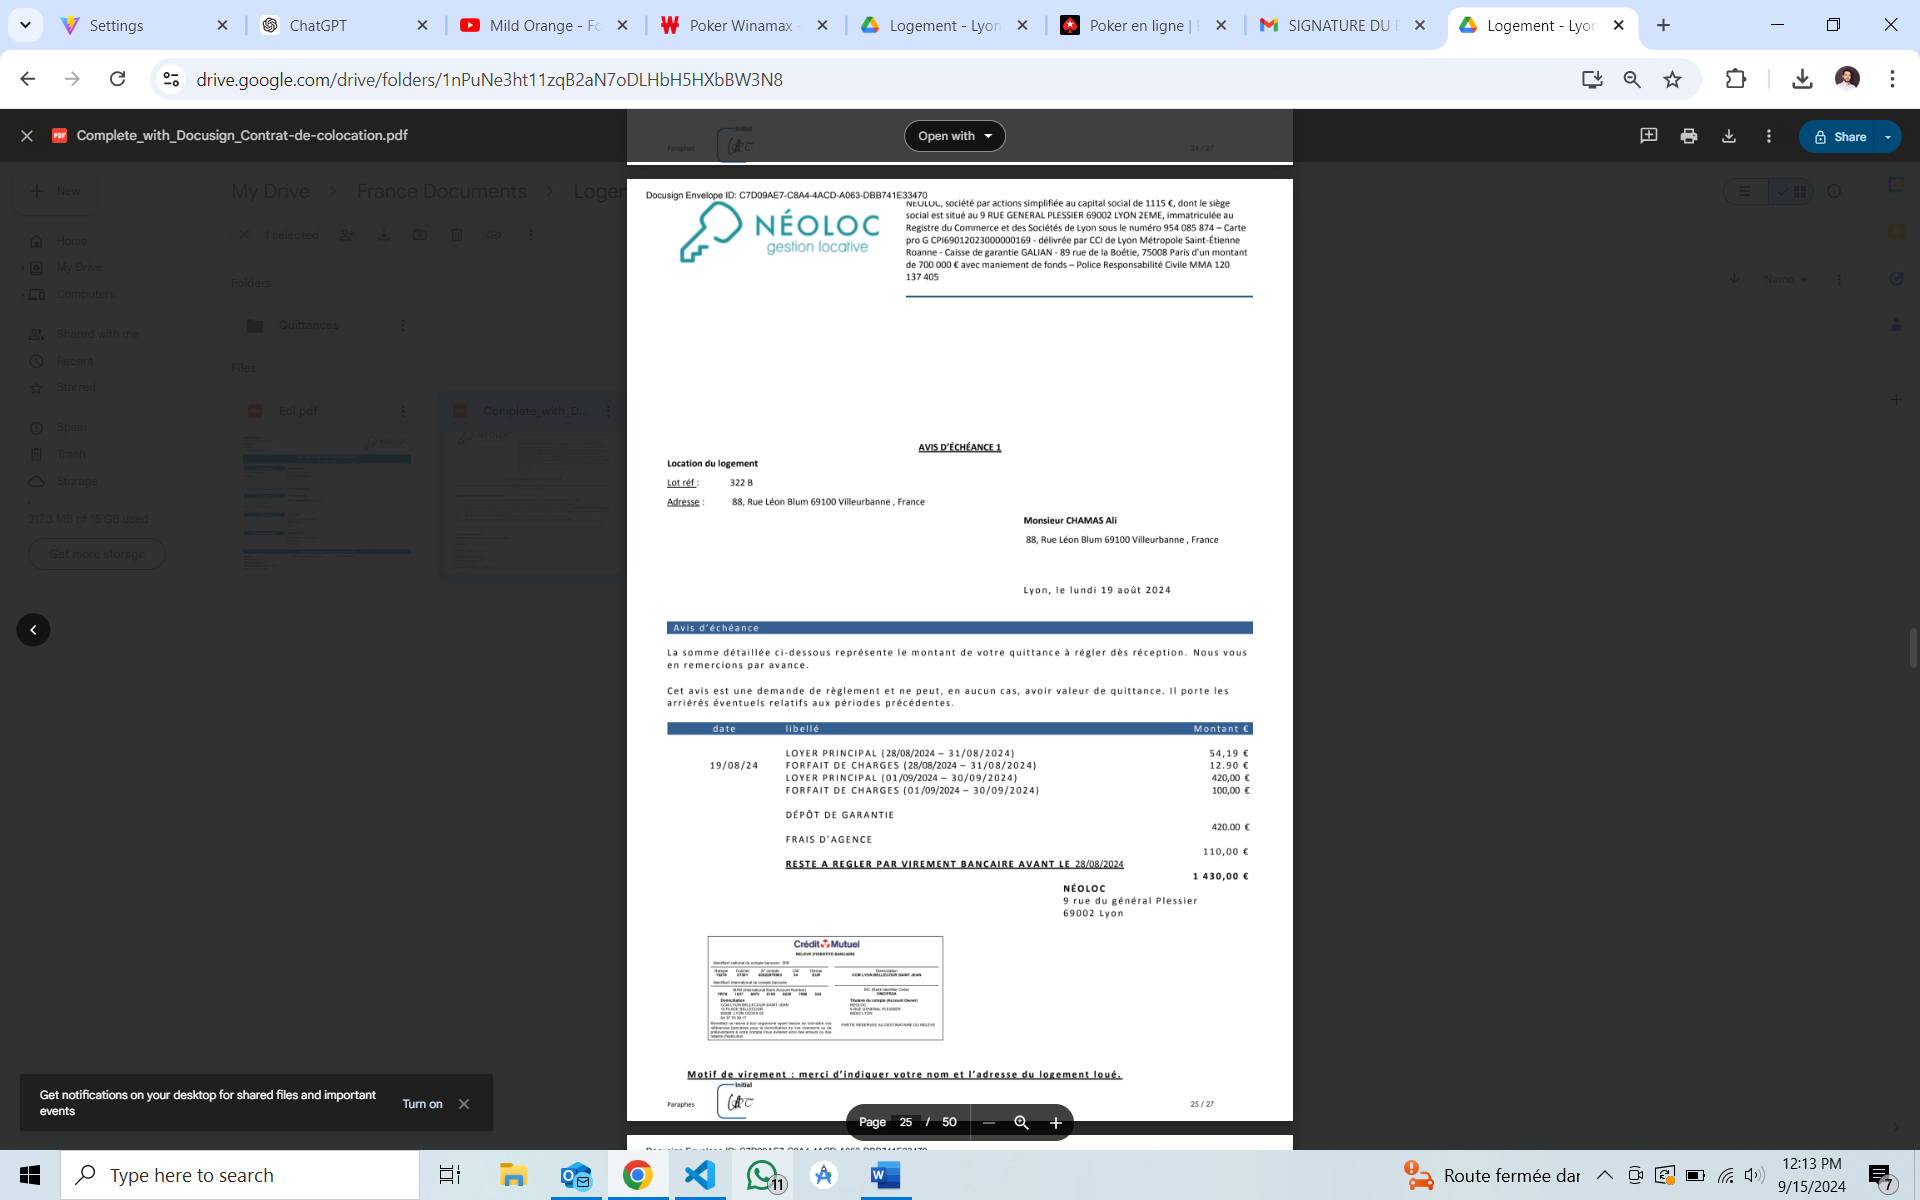 Settings
ChatGPT
Mild Orange - Fo
Poker Winamax -
Logement - Lyon
Poker en ligne |
SIGNATURE DU
Logement - Lyon
drive.google.com/drive/folders/1nPuNe3ht11zqB2aN7oDLHbH5HXbBW3N8
Complete_with_Docusign_Contrat-de-colocation.pdf
Open with
Share
Paraphes
Initial
24 / 27
New
My Drive
France Documents
Logen
1 selected
Home
My Drive
Computers
Shared with me
Recent
Starred
Spam
Trash
Storage
217.3 MB of 15 GB used
Get more storage
Folders
Quittances
Files
Name
Edl.pdf
Complete_with_D...
Docusign Envelope ID: C7D09AE7-C8A4-4ACD-A063-DBB741E33470
NÉOLOC
gestion locative
NEOLOC, société par actions simplifiée au capital social de 1115 €, dont le siège
social est situé au 9 RUE GENERAL PLESSIER 69002 LYON 2EME, immatriculée au
Registre du Commerce et des Sociétés de Lyon sous le numéro 954 085 874 – Carte
pro G CPI69012023000000169 - délivrée par CCI de Lyon Métropole Saint-Étienne
Roanne - Caisse de garantie GALIAN - 89 rue de la Boétie, 75008 Paris d'un montant
de 700 000 € avec maniement de fonds – Police Responsabilité Civile MMA 120
137 405
AVIS D'ÉCHÉANCE 1
Location du logement
Lot réf : 322 B
Adresse : 88, Rue Léon Blum 69100 Villeurbanne , France
Monsieur CHAMAS Ali
88, Rue Léon Blum 69100 Villeurbanne , France
Lyon, le lundi 19 août 2024
Avis d'échéance
La somme détaillée ci-dessous représente le montant de votre quittance à régler dès réception. Nous vous
en remercions par avance.
Cet avis est une demande de règlement et ne peut, en aucun cas, avoir valeur de quittance. Il porte les
arriérés éventuels relatifs aux périodes précédentes.
date libellé Montant €
LOYER PRINCIPAL (28/08/2024 – 31/08/2024) 54,19 €
19/08/24 FORFAIT DE CHARGES (28/08/2024 – 31/08/2024) 12.90 €
LOYER PRINCIPAL (01/09/2024 – 30/09/2024) 420,00 €
FORFAIT DE CHARGES (01/09/2024 – 30/09/2024) 100,00 €
DÉPÔT DE GARANTIE
420.00 €
FRAIS D'AGENCE
110,00 €
RESTE A REGLER PAR VIREMENT BANCAIRE AVANT LE 28/08/2024
1 430,00 €
NÉOLOC
9 rue du général Plessier
69002 Lyon
Crédit Mutuel
RELEVE D'IDENTITE BANCAIRE
Motif de virement : merci d'indiquer votre nom et l'adresse du logement loué.
Initial
Paraphes
25 / 27
Page 25 / 50
Get notifications on your desktop for shared files and important
events
Turn on
Type here to search
11
Route fermée dar
12:13 PM
9/15/2024
7